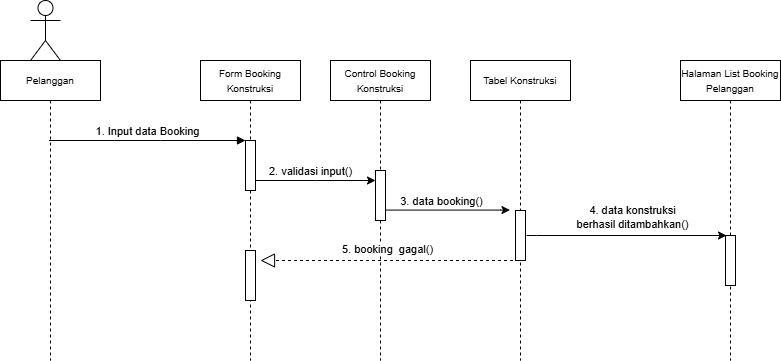 Pelanggan
Form Booking
Konstruksi
Control Booking
Konstruksi
Tabel Konstruksi
Halaman List Booking
Pelanggan
1. Input data Booking
2. validasi input()
3. data booking()
4. data konstruksi
berhasil ditambahkan()
5. booking gagal()